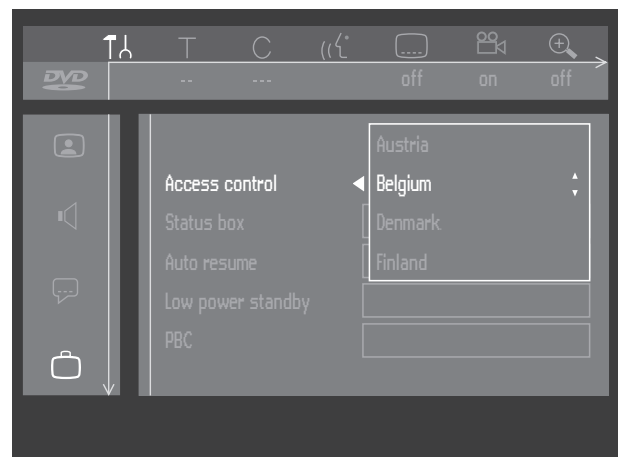 T C
DVD -- --- off on off
Austria
Access control Belgium
Status box Denmark
Auto resume Finland
Low power standby
PBC